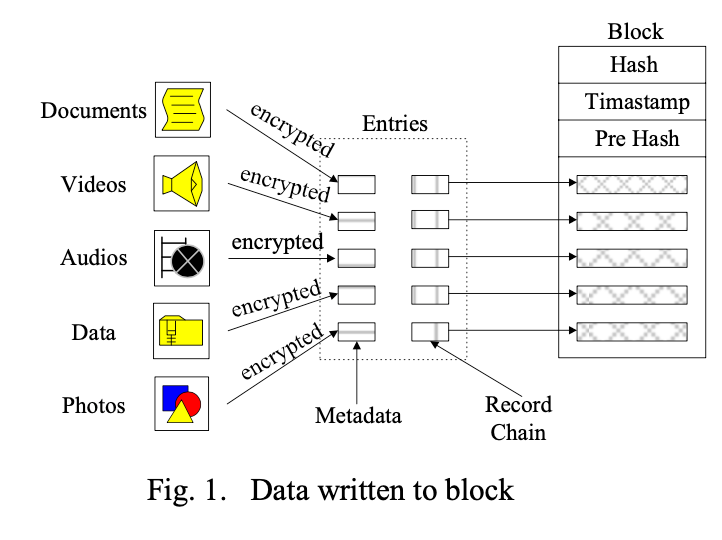 Block
Hash
Timastamp
Pre Hash
Entries
Documents
encrypted
Videos
encrypted
Audios
encrypted
Data
encrypted
Photos
encrypted
Metadata
Record
Chain
Fig. 1. Data written to block